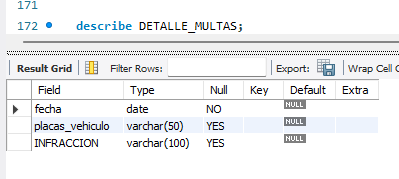 171
172 describe DETALLE_MULTAS;
Result Grid Filter Rows: Export: Wrap Cell C
Field Type Null Key Default Extra
fecha date NO NULL
placas_vehiculo varchar(50) YES NULL
INFRACCION varchar(100) YES NULL